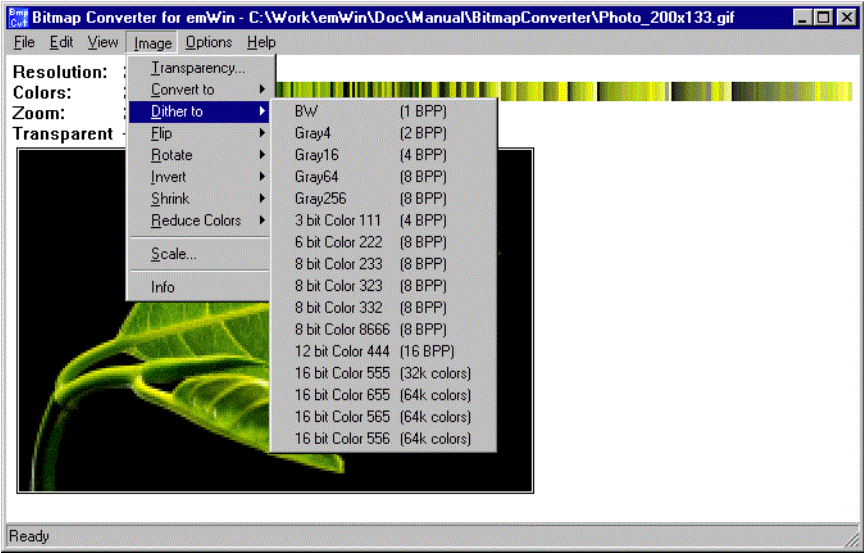 Bmp Cvt Bitmap Converter for emWin - C:\Work\emWin\Doc\Manual\BitmapConverter\Photo_200x133.gif
File Edit View Image Options Help
Resolution:
Colors:
Zoom:
Transparent
Transparency...
Convert to
Dither to
Flip
Rotate
Invert
Shrink
Reduce Colors
Scale...
Info
BW (1 BPP)
Gray4 (2 BPP)
Gray16 (4 BPP)
Gray64 (8 BPP)
Gray256 (8 BPP)
3 bit Color 111 (4 BPP)
6 bit Color 222 (8 BPP)
8 bit Color 233 (8 BPP)
8 bit Color 323 (8 BPP)
8 bit Color 332 (8 BPP)
8 bit Color 8666 (8 BPP)
12 bit Color 444 (16 BPP)
16 bit Color 555 (32k colors)
16 bit Color 655 (64k colors)
16 bit Color 565 (64k colors)
16 bit Color 556 (64k colors)
Ready